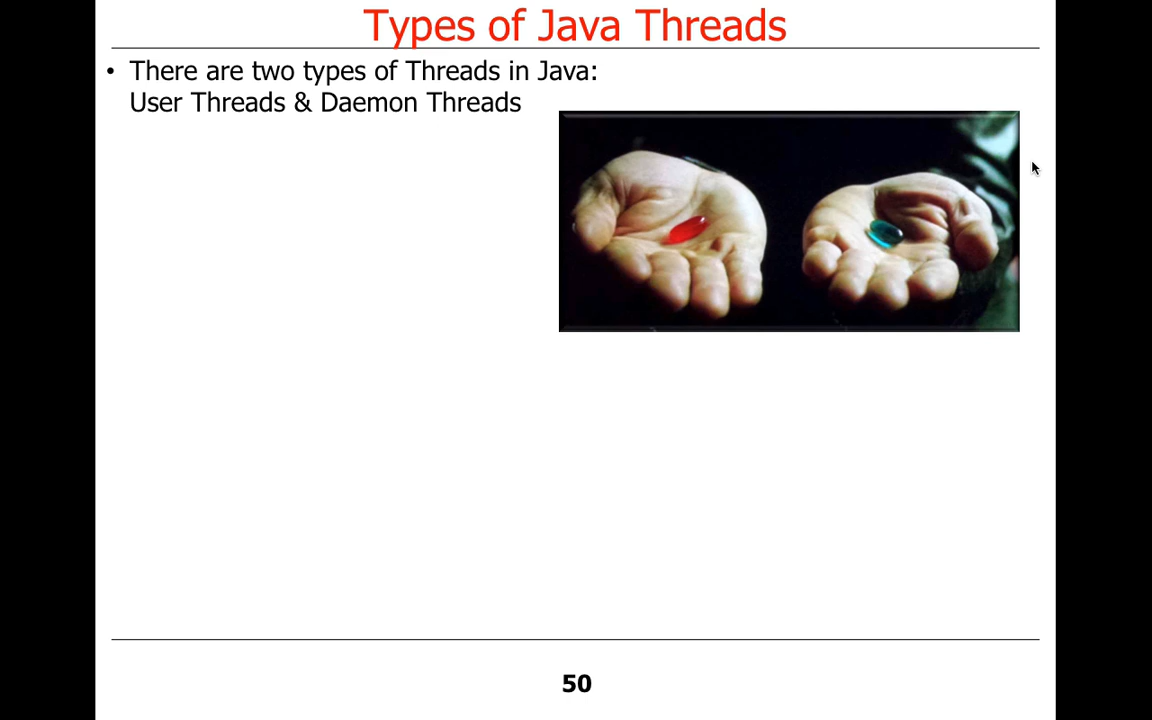 Types of Java Threads
• There are two types of Threads in Java:
User Threads & Daemon Threads
50